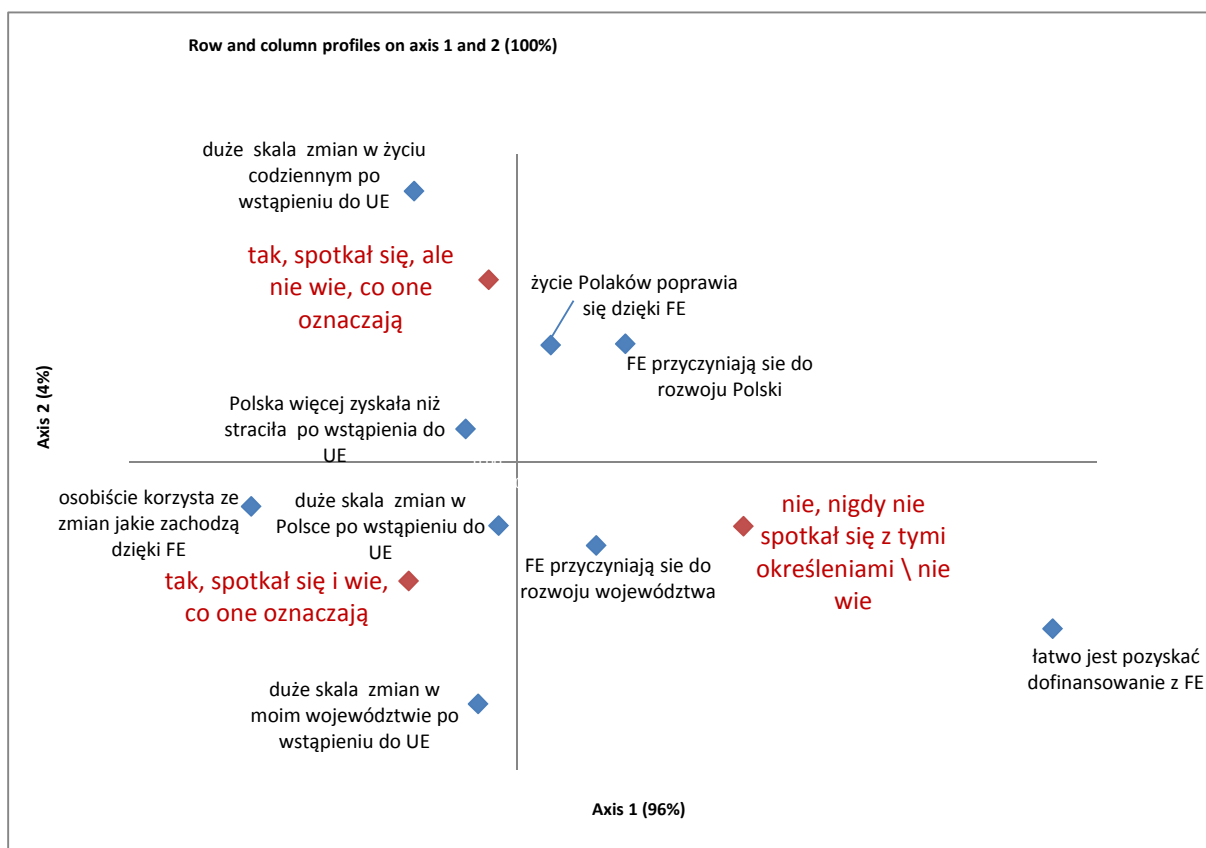 Row and column profiles on axis 1 and 2 (100%)
duże skala zmian w życiu
codziennym po
wstąpieniu do UE
tak, spotkał się, ale
nie wie, co one
oznaczają
życie Polaków poprawia
się dzięki FE
FE przyczyniają sie do
rozwoju Polski
Polska więcej zyskała niż
straciła po wstąpienia do
UE
Axis 2 (4%)
osobiście korzysta ze
zmian jakie zachodzą
dzięki FE
duże skala zmian w
Polsce po wstąpieniu do
UE
nie, nigdy nie
spotkał się z tymi
określeniami \ nie
wie
FE przyczyniają sie do
rozwoju województwa
tak, spotkał się i wie,
co one oznaczają
łatwo jest pozyskać
dofinansowanie z FE
duże skala zmian w
moim województwie po
wstąpieniu do UE
Axis 1 (96%)